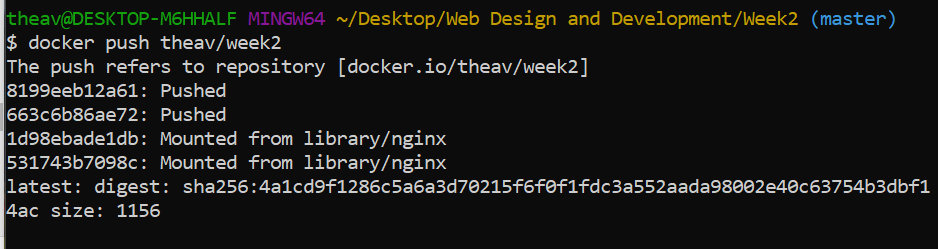 theav@DESKTOP-M6HHALF MINGW64 ~/Desktop/Web Design and Development/Week2 (master)
$ docker push theav/week2
The push refers to repository [docker.io/theav/week2]
8199eeb12a61: Pushed
663c6b86ae72: Pushed
1d98ebade1db: Mounted from library/nginx
531743b7098c: Mounted from library/nginx
latest: digest: sha256:4a1cd9f1286c5a6a3d70215f6f0f1fdc3a552aada98002e40c63754b3dbf1
4ac size: 1156